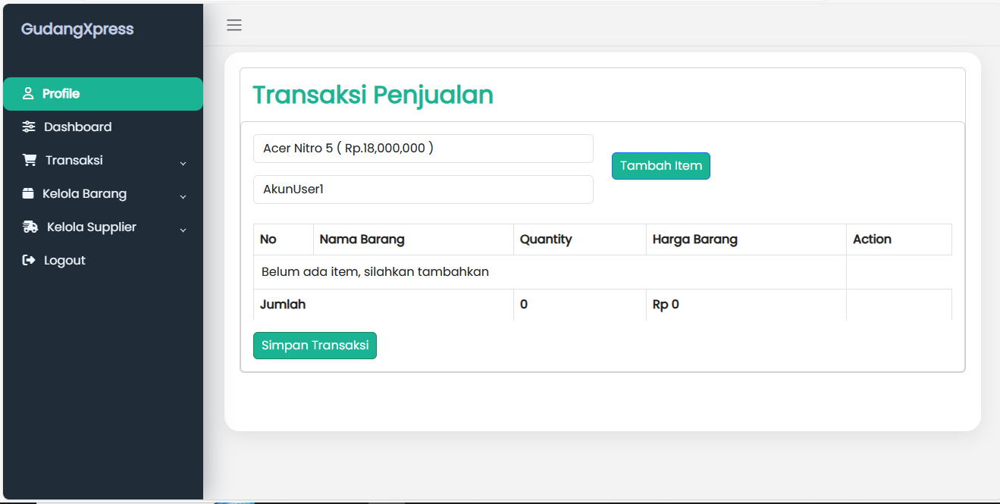 GudangXpress
Profile
Dashboard
Transaksi
Kelola Barang
Kelola Supplier
Logout
Transaksi Penjualan
Acer Nitro 5 ( Rp.18,000,000 )
AkunUser1
Tambah Item
No Nama Barang Quantity Harga Barang Action
Belum ada item, silahkan tambahkan
Jumlah 0 Rp 0
Simpan Transaksi